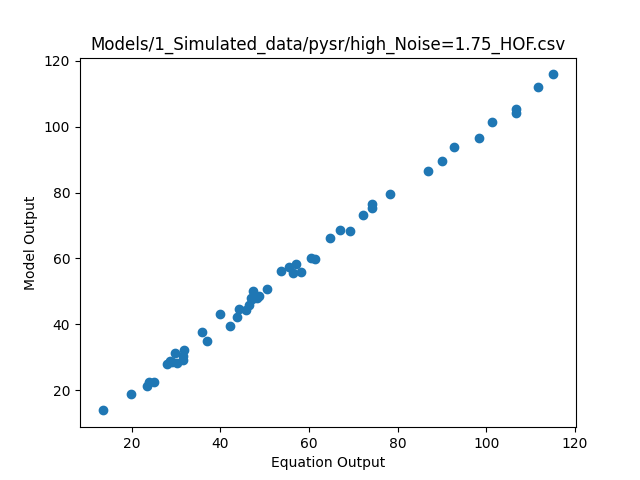 Models/1_Simulated_data/pysr/high_Noise=1.75_HOF.csv
120
100
80
60
40
20
Model Output
20 40 60 80 100 120
Equation Output